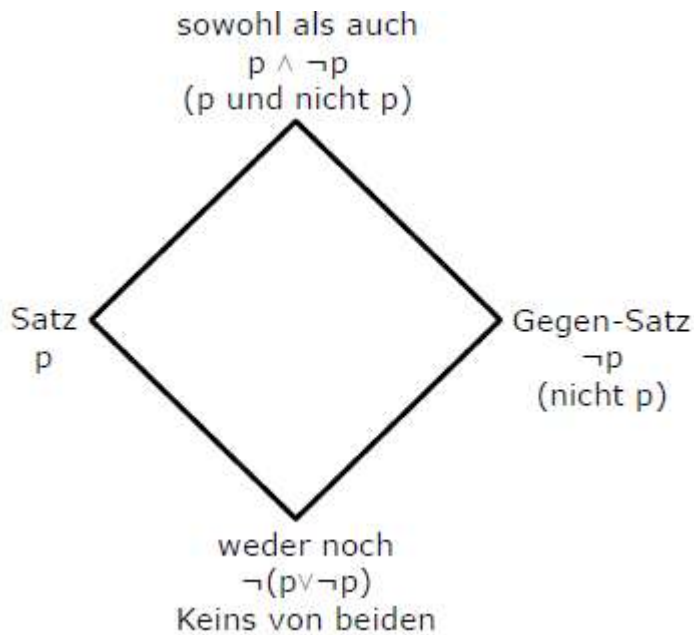 sowohl als auch
p ∧ ¬p
(p und nicht p)
Satz
p
Gegen-Satz
¬p
(nicht p)
weder noch
¬(p∨¬p)
Keins von beiden